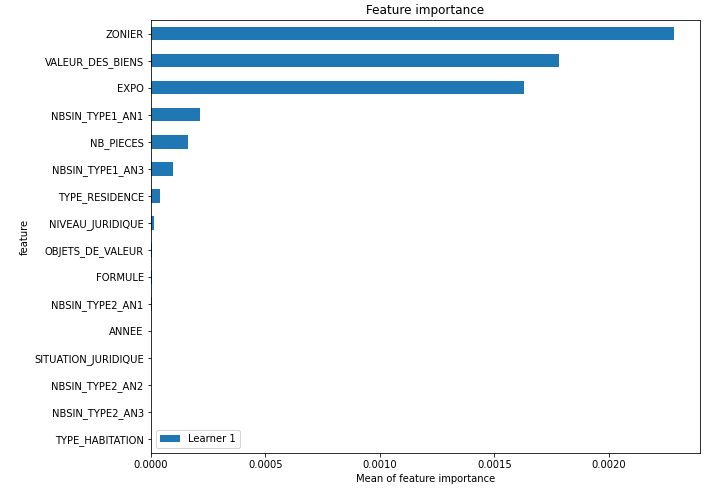 Feature importance
ZONIER
VALEUR_DES_BIENS
EXPO
NBSIN_TYPE1_AN1
NB_PIECES
NBSIN_TYPE1_AN3
TYPE_RESIDENCE
NIVEAU_JURIDIQUE
OBJETS_DE_VALEUR
FORMULE
NBSIN_TYPE2_AN1
ANNEE
SITUATION_JURIDIQUE
NBSIN_TYPE2_AN2
NBSIN_TYPE2_AN3
TYPE_HABITATION
feature
Learner 1
0.0000 0.0005 0.0010 0.0015 0.0020
Mean of feature importance